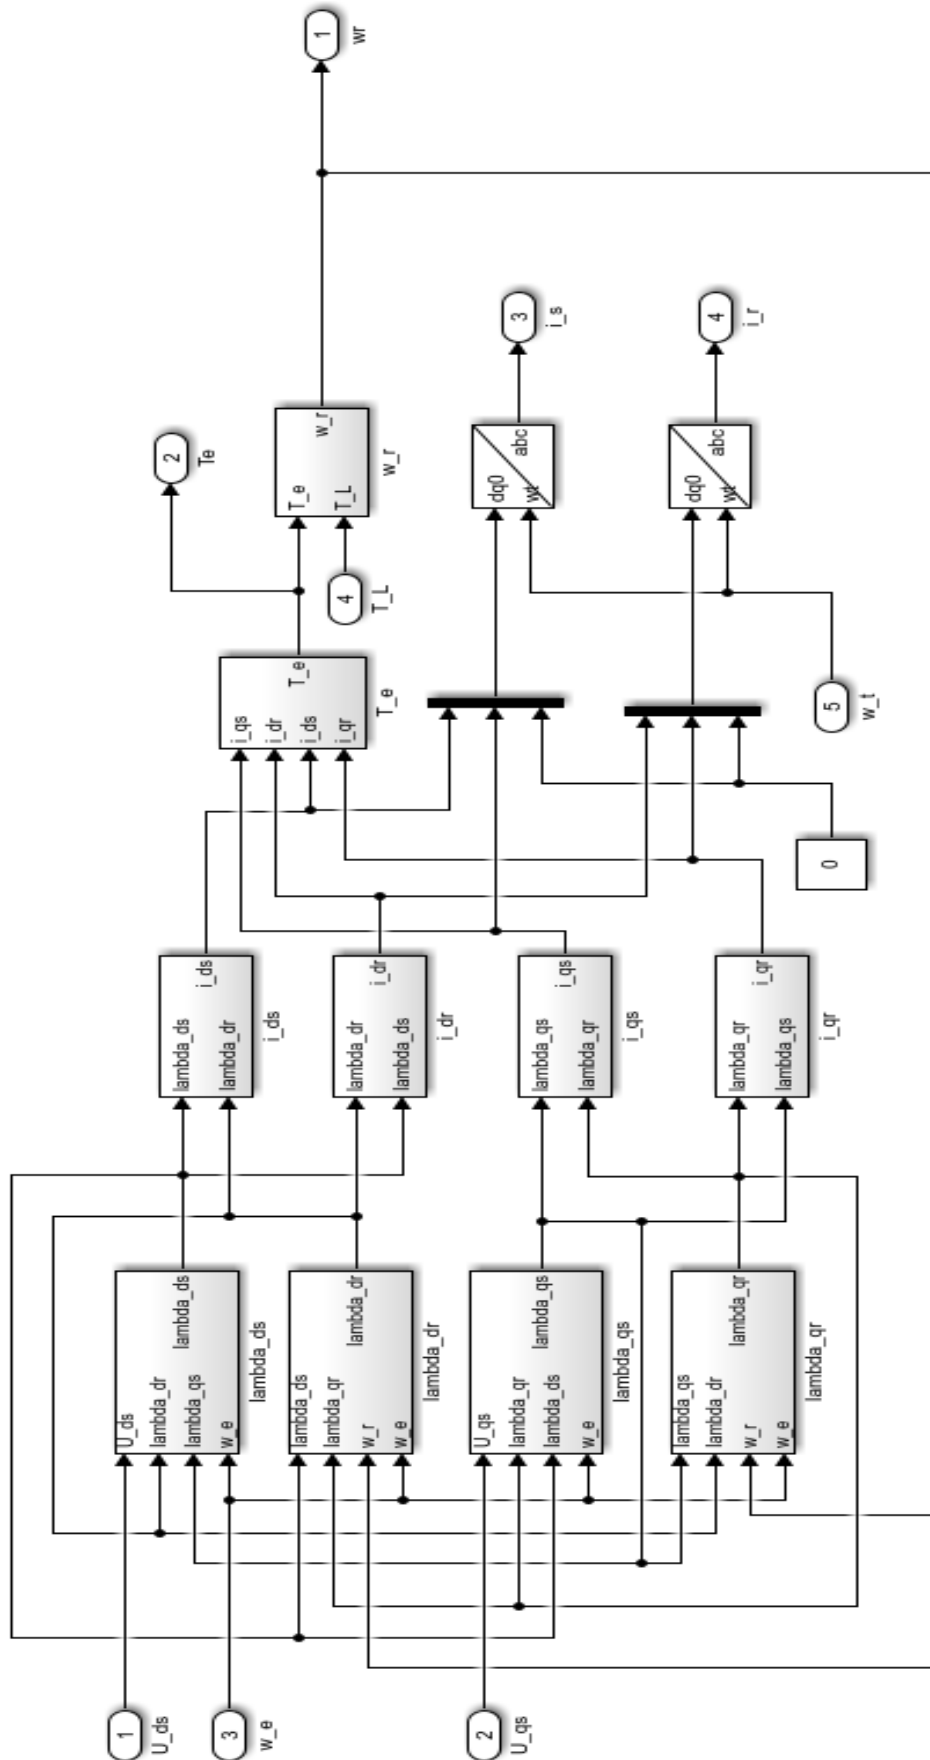 1
U_ds
3
w_e
2
U_qs
U_ds
lambda_dr
lambda_qs
w_e
lambda_ds
lambda_ds
lambda_ds
lambda_qr
w_r
w_e
lambda_dr
lambda_dr
U_qs
lambda_qr
lambda_ds
w_e
lambda_qs
lambda_qs
lambda_qs
lambda_dr
w_r
w_e
lambda_qr
lambda_qr
lambda_ds
lambda_dr
i_ds
i_ds
lambda_dr
lambda_ds
i_dr
i_dr
lambda_qs
lambda_qr
i_qs
i_qs
lambda_qr
lambda_qs
i_qr
i_qr
0
i_qs
i_dr
i_ds
i_qr
T_e
T_e
5
w_t
4
T_L
2
Te
T_e
T_L
w_r
w_r
dq0
wt
abc
dq0
wt
abc
3
i_s
4
i_r
1
wr